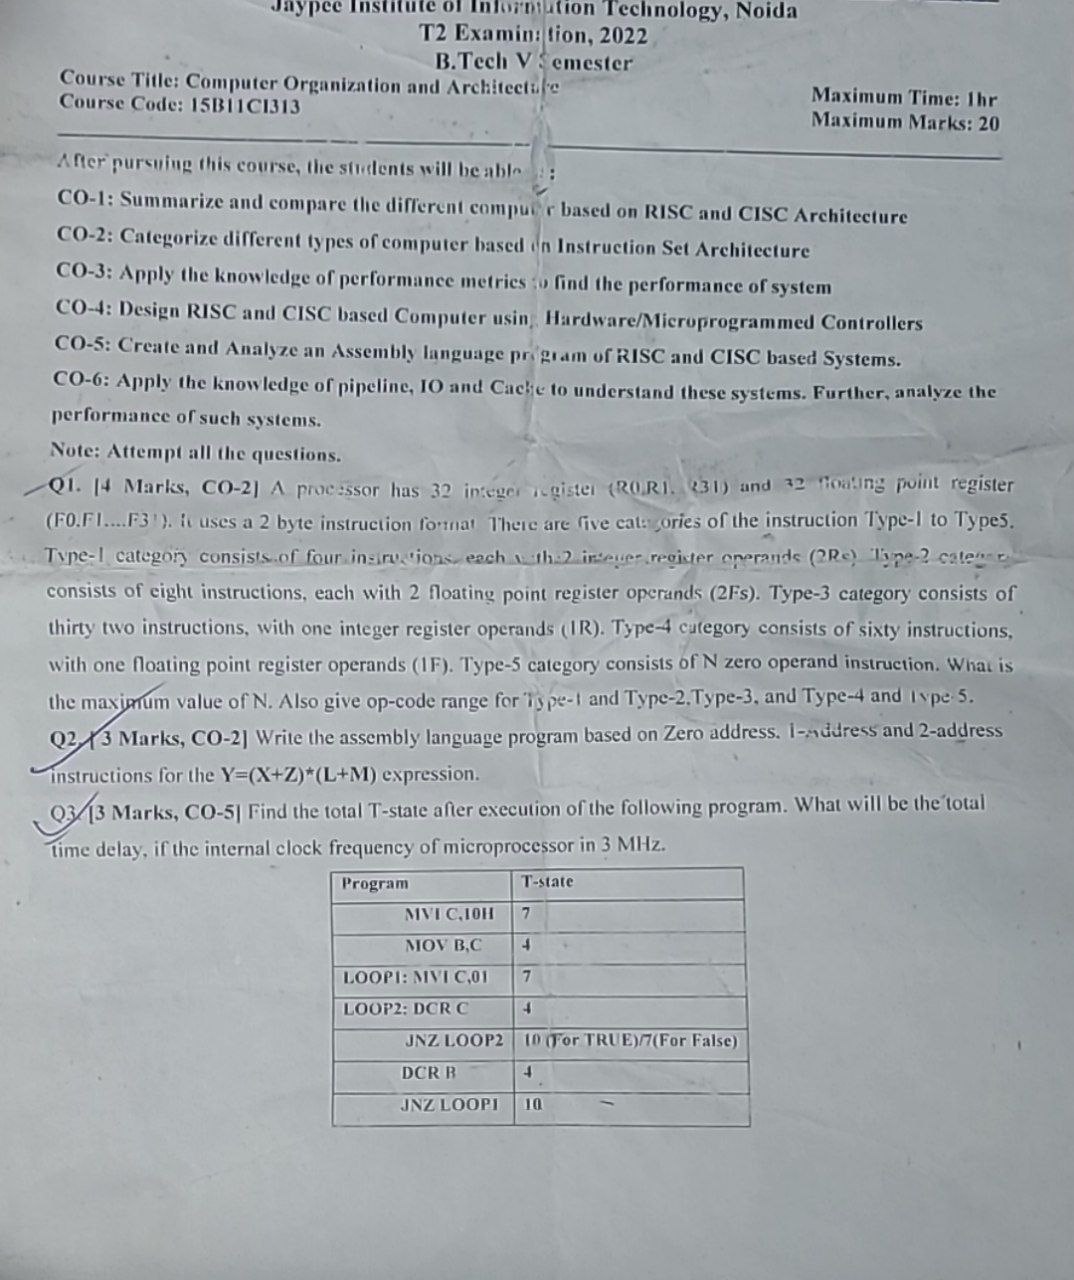 Jaypee Institute of Information Technology, Noida
T2 Examination, 2022
B.Tech V Semester
Course Title: Computer Organization and Architecture
Course Code: 15B11CI313
Maximum Time: 1hr
Maximum Marks: 20
After pursuing this course, the students will be able :
CO-1: Summarize and compare the different computer based on RISC and CISC Architecture
CO-2: Categorize different types of computer based on Instruction Set Architecture
CO-3: Apply the knowledge of performance metrics to find the performance of system
CO-4: Design RISC and CISC based Computer using Hardware/Microprogrammed Controllers
CO-5: Create and Analyze an Assembly language program of RISC and CISC based Systems.
CO-6: Apply the knowledge of pipeline, IO and Cache to understand these systems. Further, analyze the
performance of such systems.
Note: Attempt all the questions.
Q1. [4 Marks, CO-2] A processor has 32 integer register (R0,R1. R31) and 32 floating point register
(F0.F1....F31). It uses a 2 byte instruction format There are five categories of the instruction Type-1 to Type5.
Type-1 category consists of four instructions, each with 2 integer register operands (2Rs) Type-2 category
consists of eight instructions, each with 2 floating point register operands (2Fs). Type-3 category consists of
thirty two instructions, with one integer register operands (1R). Type-4 category consists of sixty instructions,
with one floating point register operands (1F). Type-5 category consists of N zero operand instruction. What is
the maximum value of N. Also give op-code range for Type-1 and Type-2,Type-3, and Type-4 and Type-5.
Q2. [3 Marks, CO-2] Write the assembly language program based on Zero address. 1-address and 2-address
instructions for the Y=(X+Z)*(L+M) expression.
Q3. [3 Marks, CO-5] Find the total T-state after execution of the following program. What will be the total
time delay, if the internal clock frequency of microprocessor in 3 MHz.
Program T-state
MVI C,10H 7
MOV B,C 4
LOOP1: MVI C,01 7
LOOP2: DCR C 4
JNZ LOOP2 10 (For TRUE)/7(For False)
DCR B 4
JNZ LOOP1 10